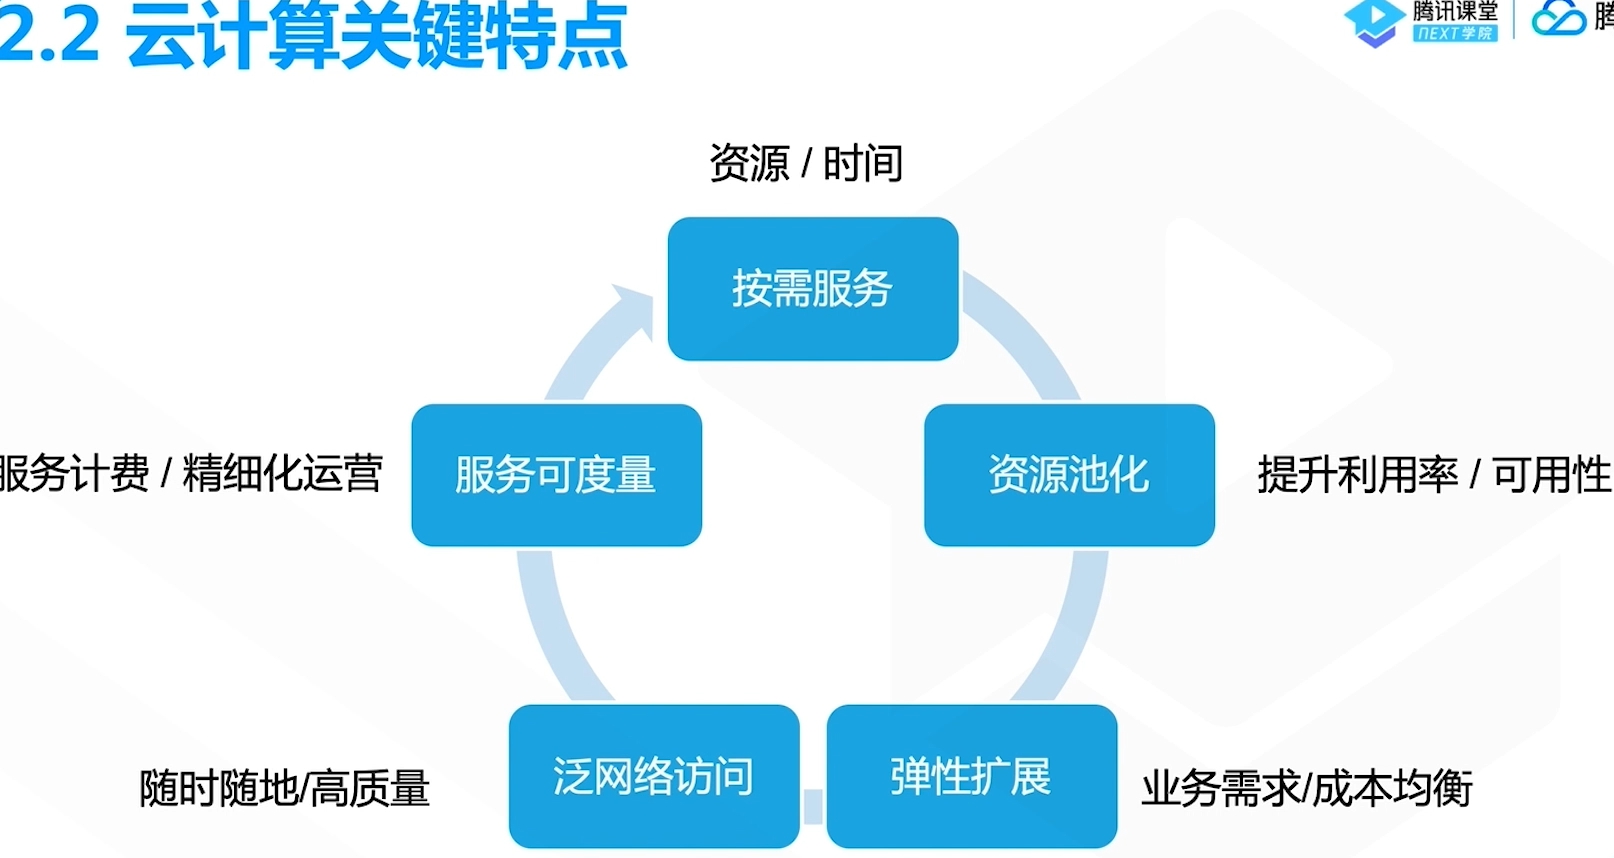 2.2 云计算关键特点
腾讯课堂
NEXT学院
腾
资源 / 时间
按需服务
服务计费 / 精细化运营
服务可度量
资源池化
提升利用率 / 可用性
随时随地/高质量
泛网络访问
弹性扩展
业务需求/成本均衡